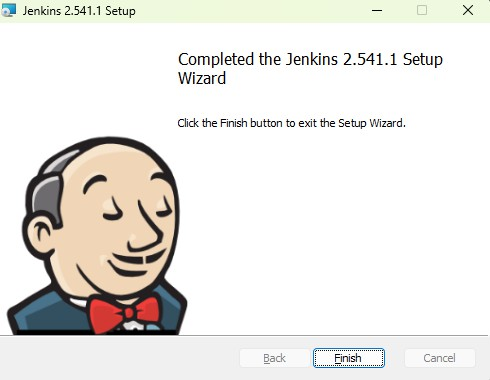 Jenkins 2.541.1 Setup
Completed the Jenkins 2.541.1 Setup
Wizard
Click the Finish button to exit the Setup Wizard.
Back Finish Cancel